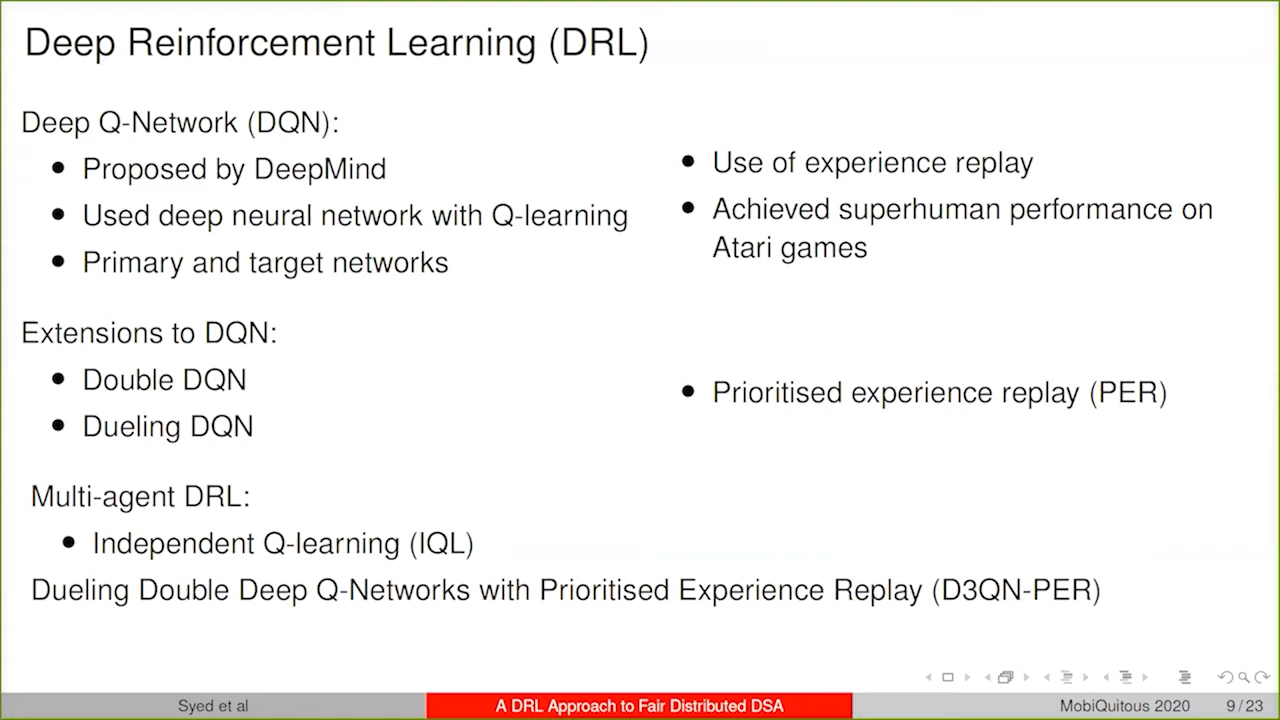 Deep Reinforcement Learning (DRL)
Deep Q-Network (DQN):
• Proposed by DeepMind
• Used deep neural network with Q-learning
• Primary and target networks
• Use of experience replay
• Achieved superhuman performance on
Atari games
Extensions to DQN:
• Double DQN
• Dueling DQN
• Prioritised experience replay (PER)
Multi-agent DRL:
• Independent Q-learning (IQL)
Dueling Double Deep Q-Networks with Prioritised Experience Replay (D3QN-PER)
Syed et al
A DRL Approach to Fair Distributed DSA
MobiQuitous 2020 9 / 23